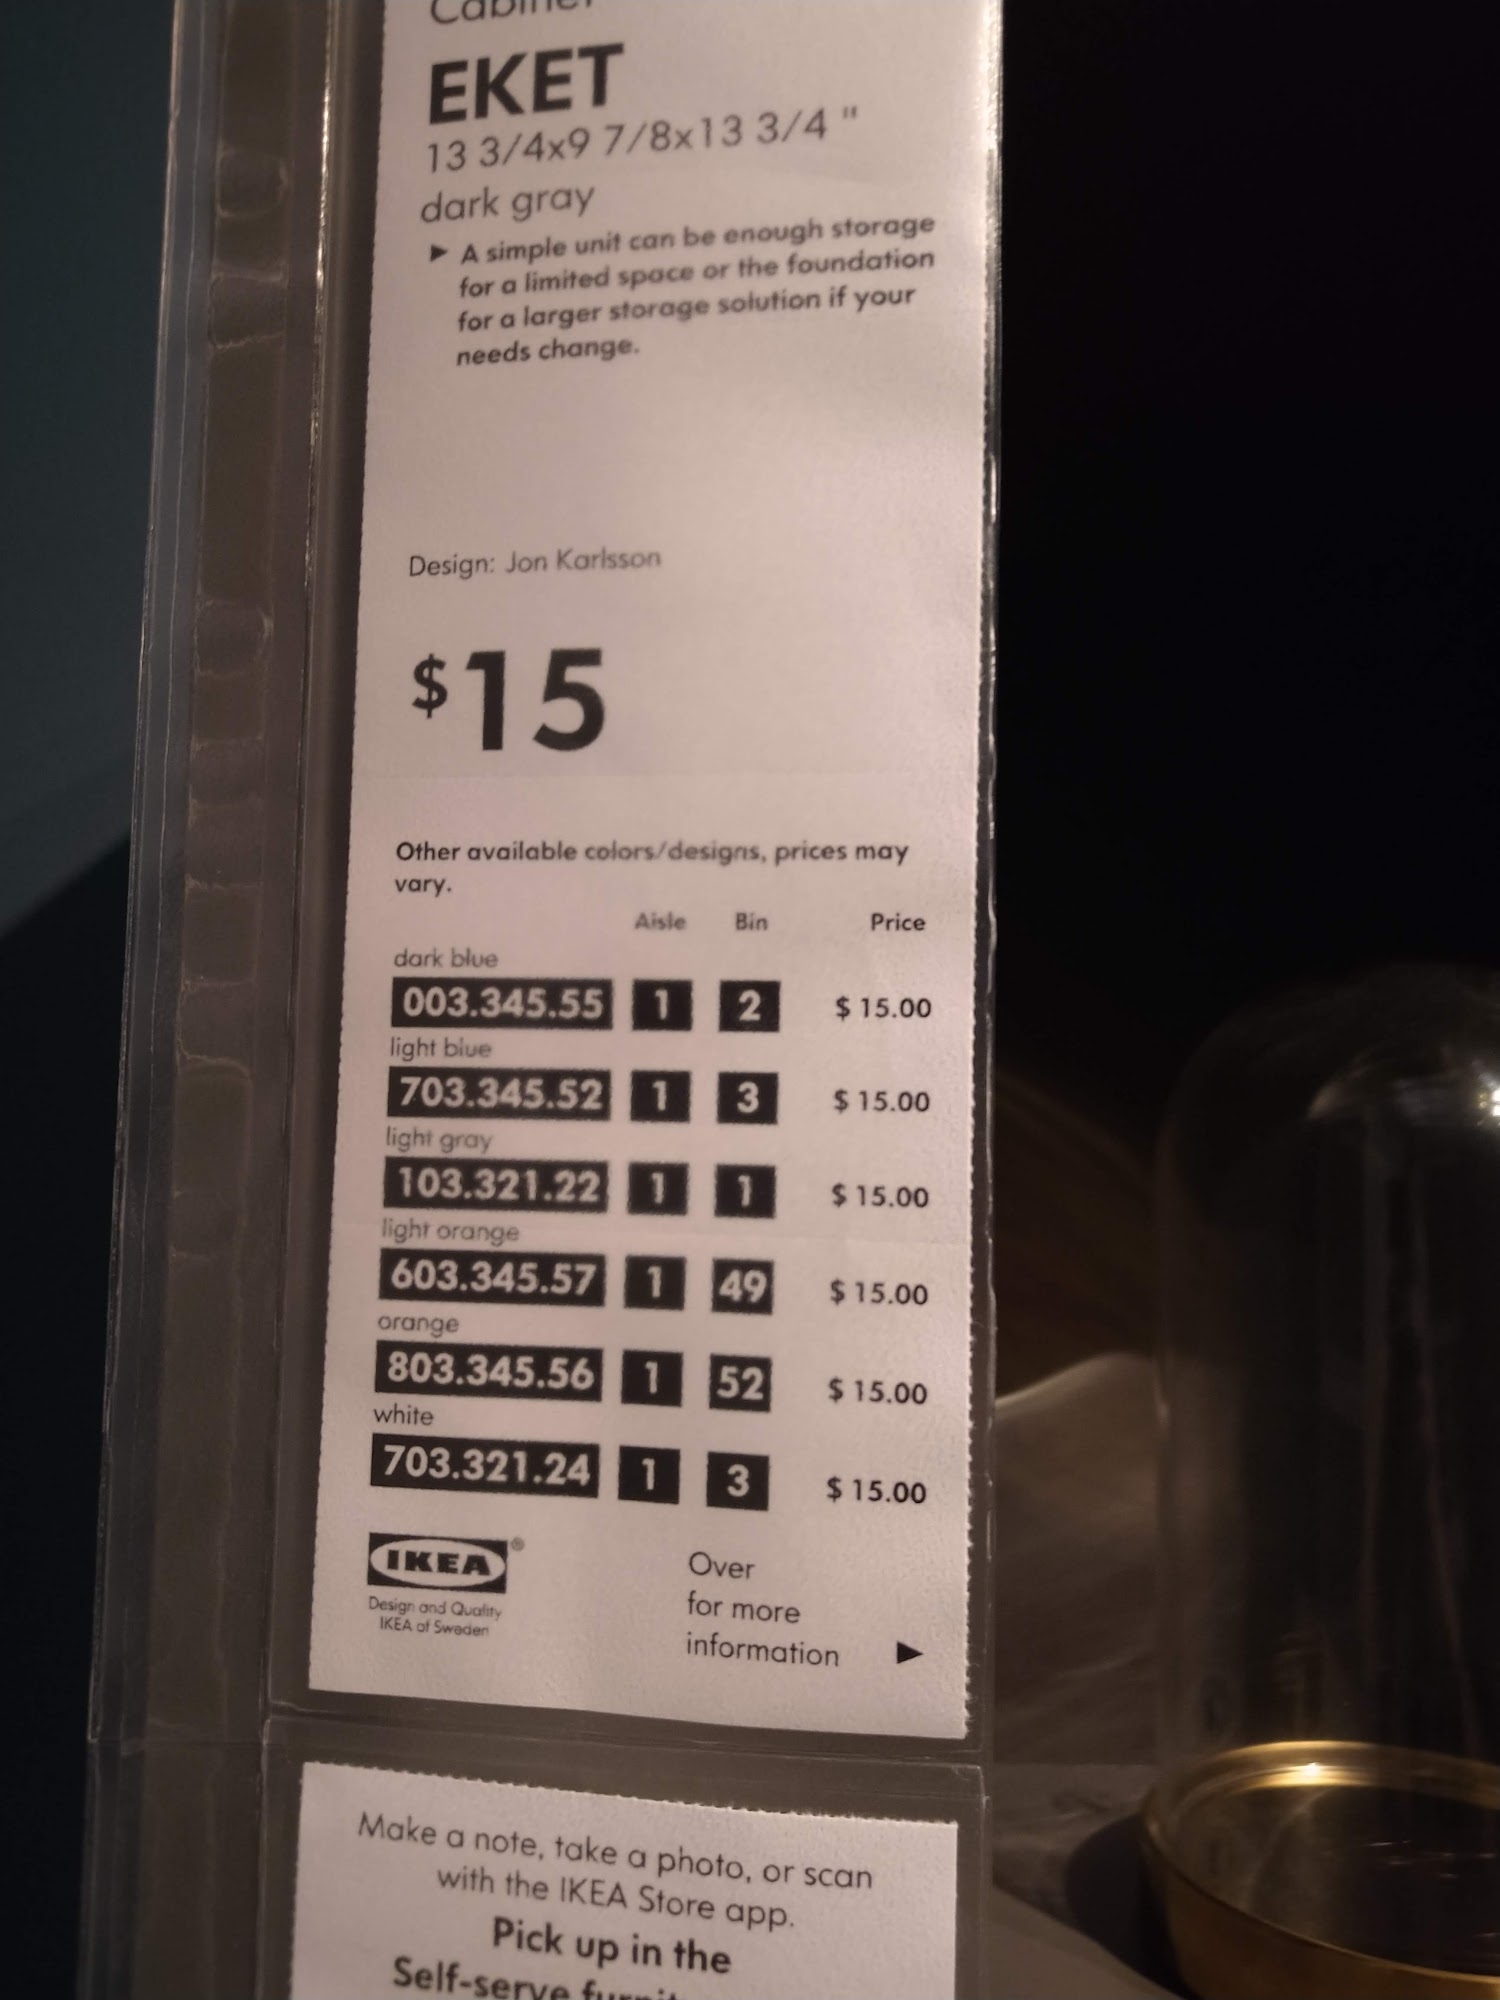 Cabinet
EKET
13 3/4x9 7/8x13 3/4 "
dark gray
► A simple unit can be enough storage
for a limited space or the foundation
for a larger storage solution if your
needs change.
Design: Jon Karlsson
$15
Other available colors/designs, prices may
vary.
Aisle Bin Price
dark blue
003.345.55 1 2 $ 15.00
light blue
703.345.52 1 3 $ 15.00
light gray
103.321.22 1 1 $ 15.00
light orange
603.345.57 1 49 $ 15.00
orange
803.345.56 1 52 $ 15.00
white
703.321.24 1 3 $ 15.00
IKEA®
Design and Quality
IKEA of Sweden
Over
for more
information ►
Make a note, take a photo, or scan
with the IKEA Store app.
Pick up in the
Self-serve